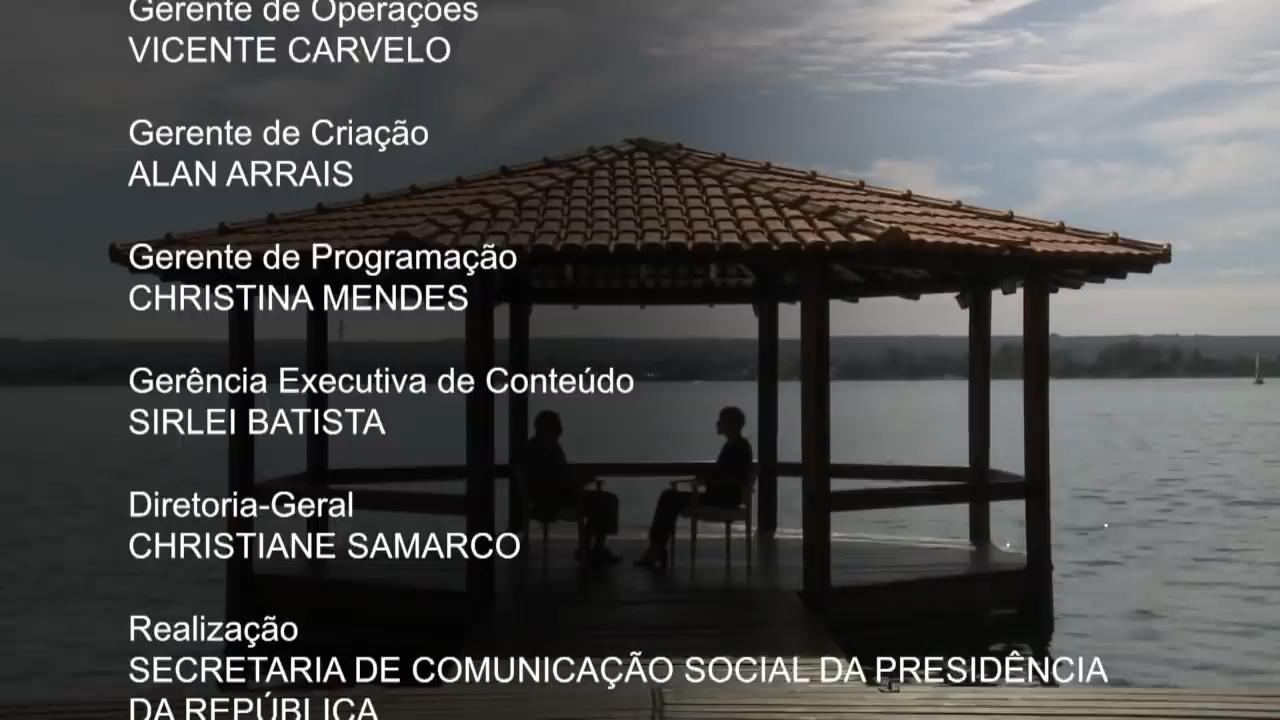 Gerente de Operações
VICENTE CARVELO
Gerente de Criação
ALAN ARRAIS
Gerente de Programação
CHRISTINA MENDES
Gerência Executiva de Conteúdo
SIRLEI BATISTA
Diretoria-Geral
CHRISTIANE SAMARCO
Realização
SECRETARIA DE COMUNICAÇÃO SOCIAL DA PRESIDÊNCIA
DA REPÚBLICA